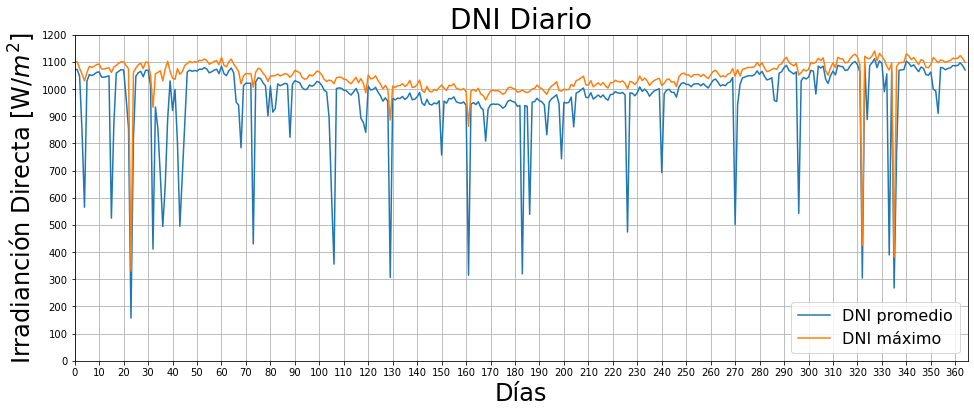 DNI Diario
Irradianción Directa [W/m²]
1200
1100
1000
900
800
700
600
500
400
300
200
100
0
0 10 20 30 40 50 60 70 80 90 100 110 120 130 140 150 160 170 180 190 200 210 220 230 240 250 260 270 280 290 300 310 320 330 340 350 360
Días
DNI promedio
DNI máximo